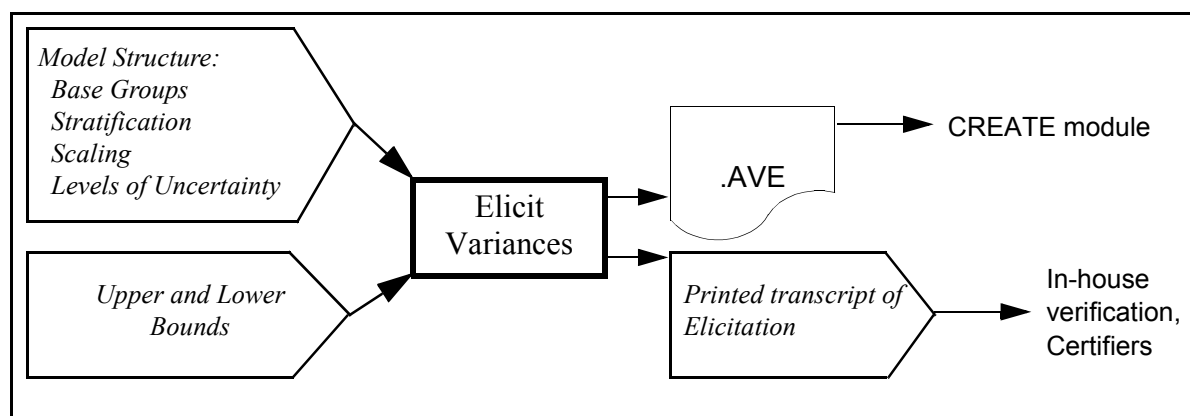 Model Structure:
Base Groups
Stratification
Scaling
Levels of Uncertainty
Upper and Lower
Bounds
Elicit
Variances
.AVE
CREATE module
Printed transcript of
Elicitation
In-house
verification,
Certifiers